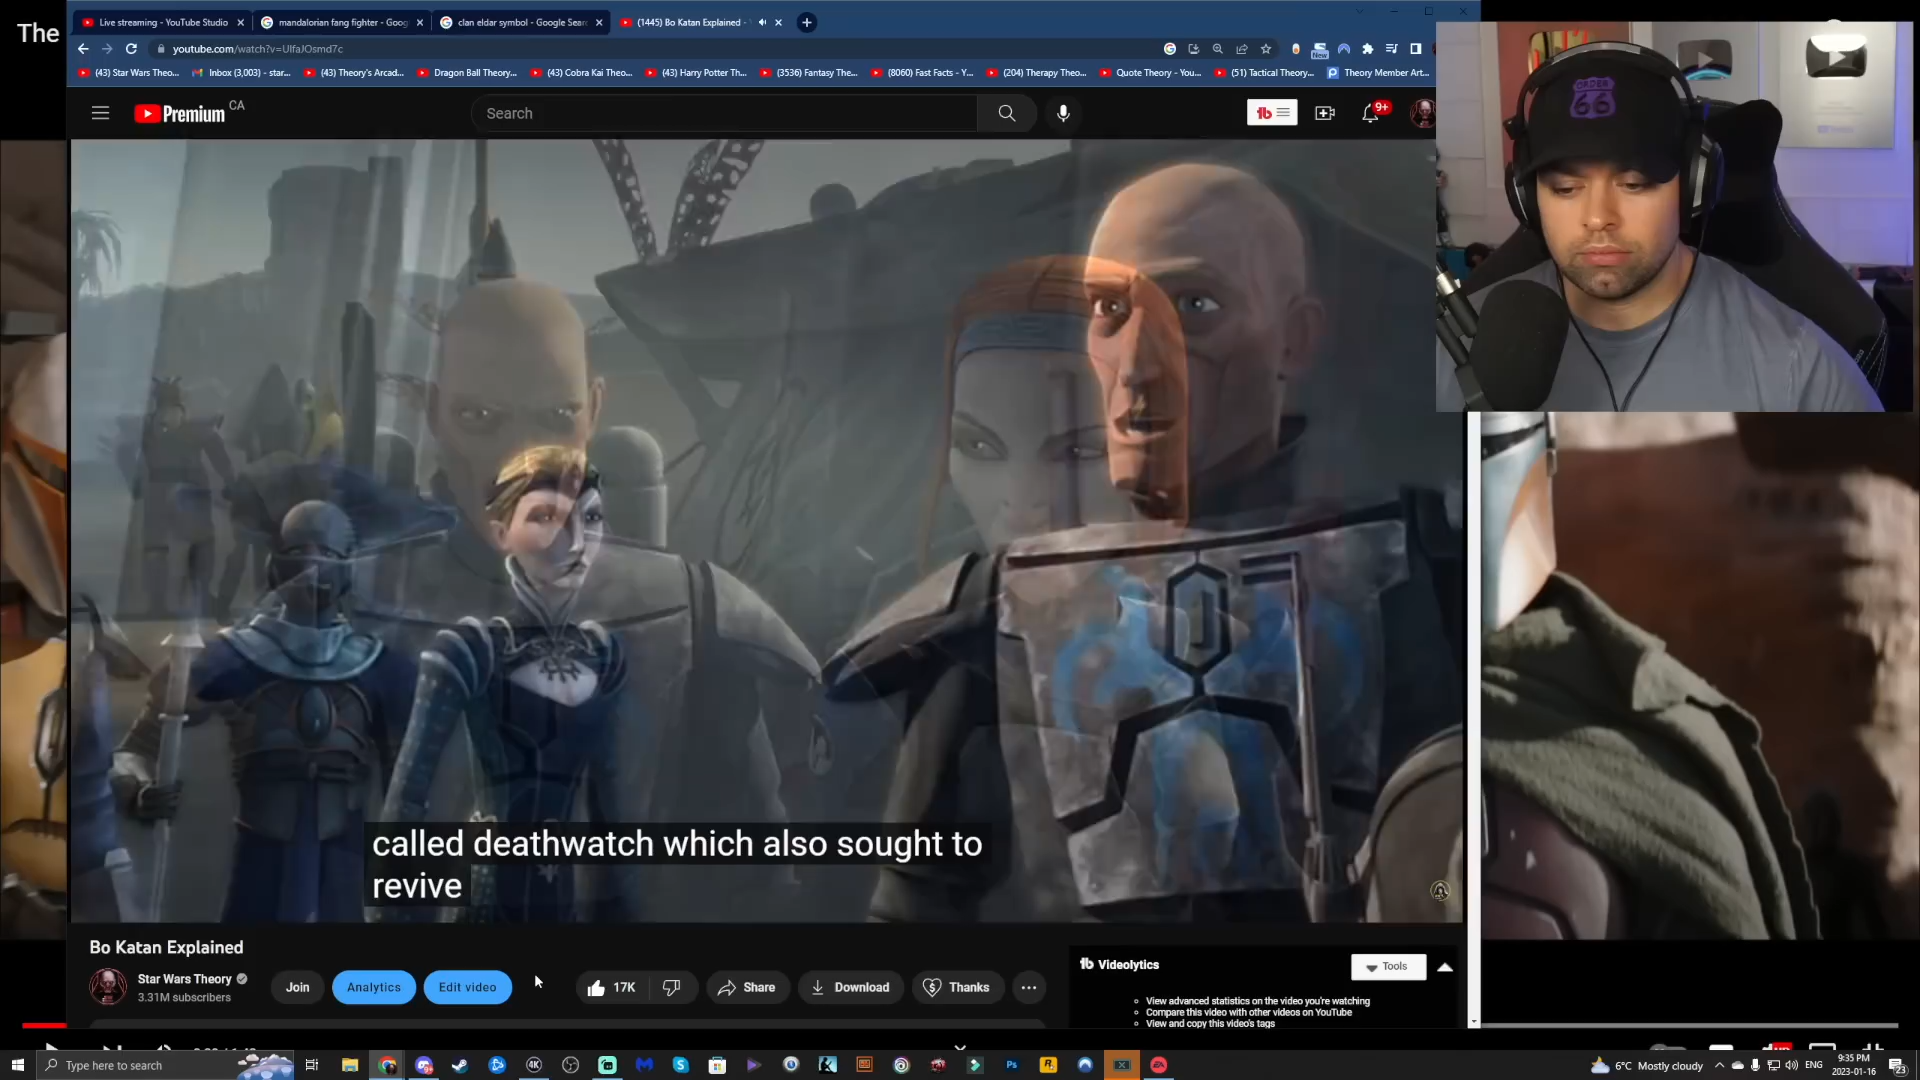 The
Live streaming - YouTube Studio
mandalorian fang fighter - Goog
clan eldar symbol - Google Sear
(1445) Bo Katan Explained -
youtube.com/watch?v=UlfaJOsmd7c
New
(43) Star Wars Theo...
Inbox (3,003) - star...
(43) Theory's Arcad...
Dragon Ball Theory...
(43) Cobra Kai Theo...
(43) Harry Potter Th...
(3536) Fantasy The...
(8060) Fast Facts - Y...
(204) Therapy Theo...
Quote Theory - You...
(51) Tactical Theory...
Theory Member Art...
Premium CA
Search
9+
ORDER
66
called deathwatch which also sought to
revive
Bo Katan Explained
Star Wars Theory
3.31M subscribers
Join
Analytics
Edit video
17K
Share
Download
Thanks
Videolytics
Tools
View advanced statistics on the video you're watching
Compare this video with other videos on YouTube
View and copy this video's tags
Type here to search
4K
Ps
6°C Mostly cloudy
ENG
9:35 PM
2023-01-16
23